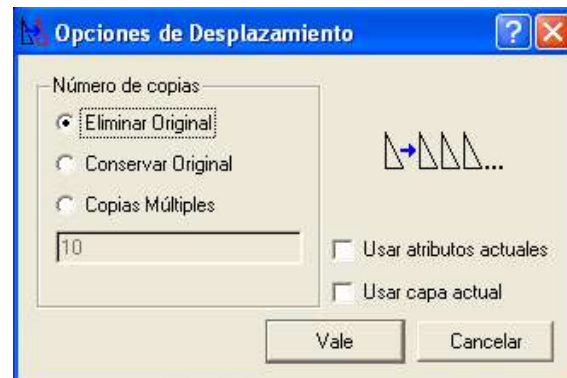 Opciones de Desplazamiento
Número de copias
Eliminar Original
Conservar Original
Copias Múltiples
10
...
Usar atributos actuales
Usar capa actual
Vale
Cancelar